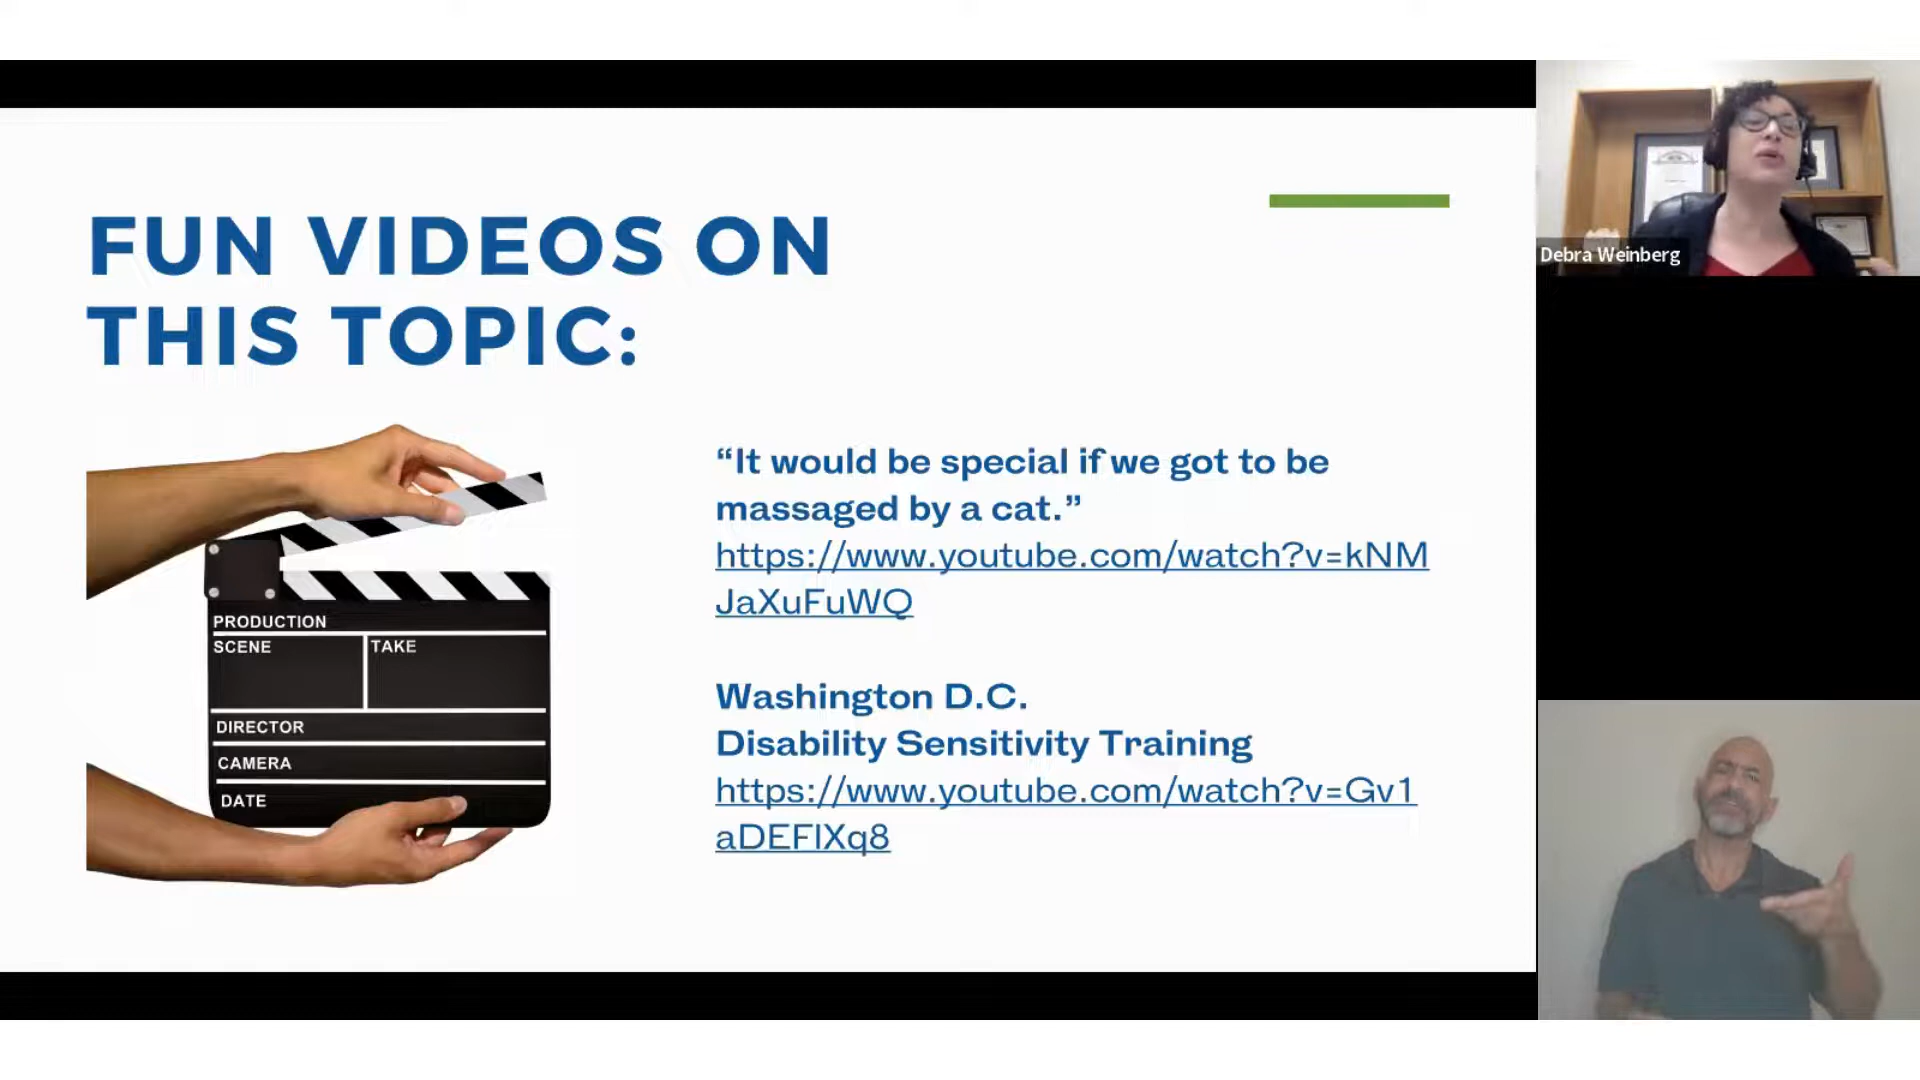 FUN VIDEOS ON
THIS TOPIC:
PRODUCTION
SCENE
TAKE
DIRECTOR
CAMERA
DATE
“It would be special if we got to be
massaged by a cat.”
https://www.youtube.com/watch?v=kNM
JaXuFuWQ
Washington D.C.
Disability Sensitivity Training
https://www.youtube.com/watch?v=Gv1
aDEFlXq8
Debra Weinberg